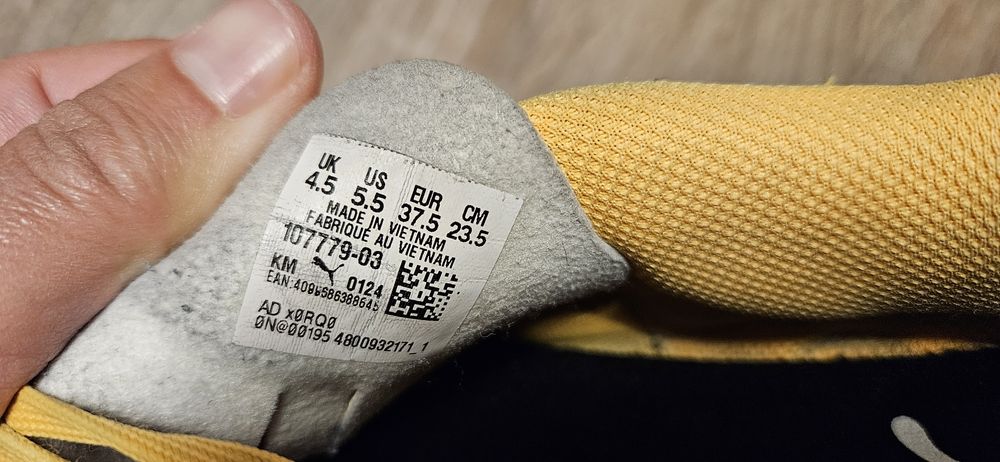 UK US EUR CM
4.5 5.5 37.5 23.5
MADE IN VIETNAM
FABRIQUÉ AU VIETNAM
107779-03
KM 0124
AD x0RQ0
0N@00195 4800932171_1